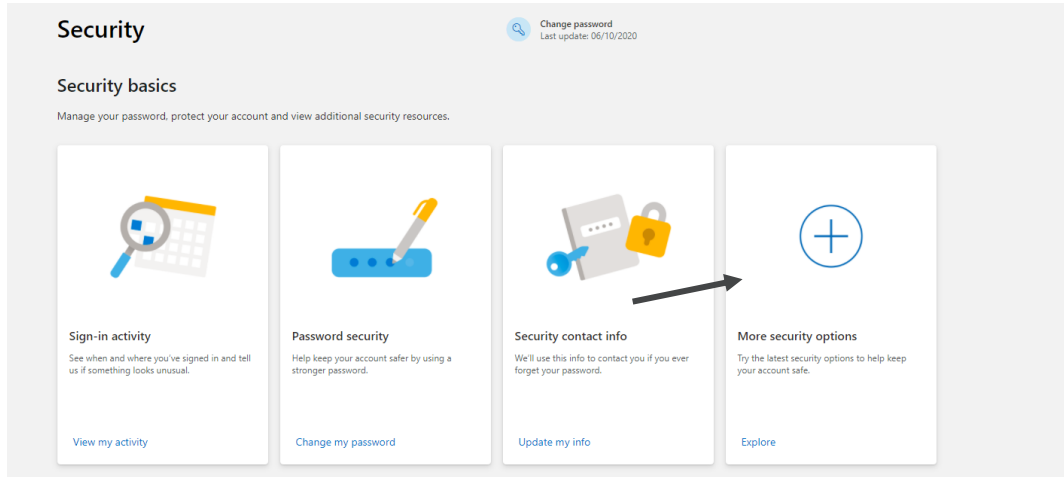 Security
Change password
Last update: 06/10/2020
Security basics
Manage your password, protect your account and view additional security resources.
Sign-in activity
See when and where you've signed in and tell
us if something looks unusual.
View my activity
Password security
Help keep your account safer by using a
stronger password.
Change my password
Security contact info
We'll use this info to contact you if you ever
forget your password.
Update my info
More security options
Try the latest security options to help keep
your account safe.
Explore